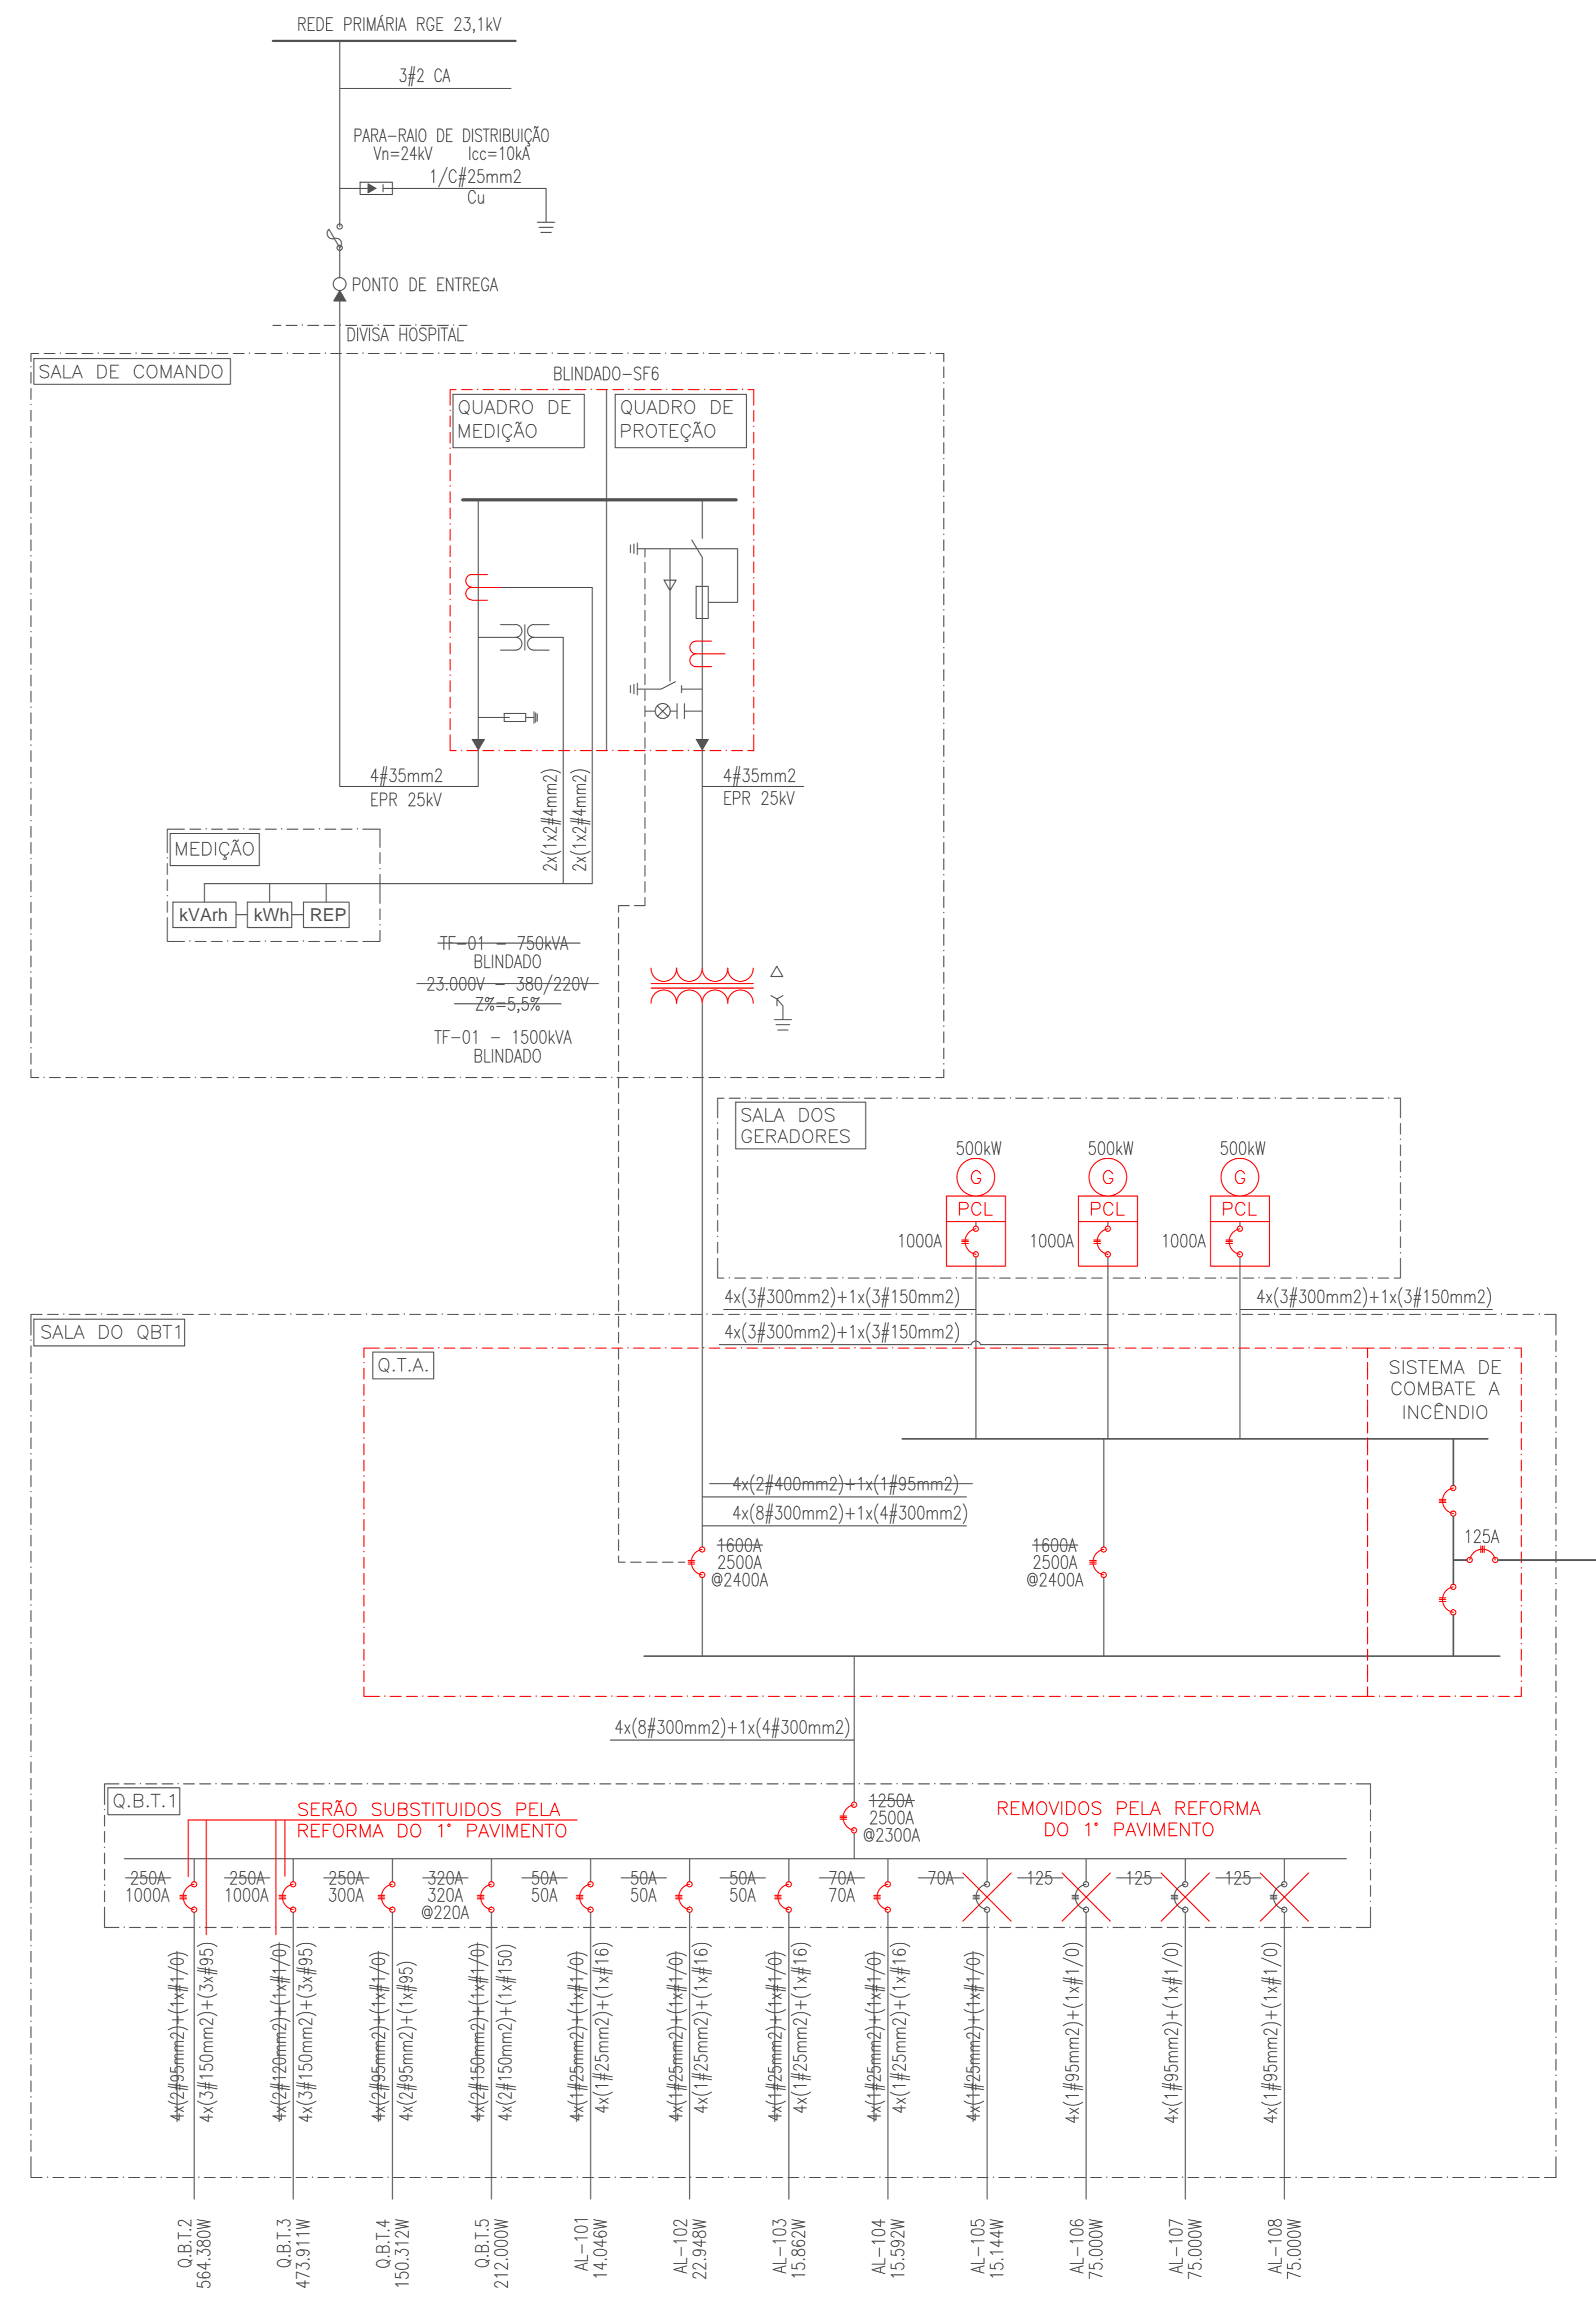 REDE PRIMÁRIA RGE 23,1kV
3#2 CA
PARA-RAIO DE DISTRIBUIÇÃO
Vn=24kV Icc=10kA
1/C#25mm2
Cu
PONTO DE ENTREGA
DIVISA HOSPITAL
SALA DE COMANDO
BLINDADO-SF6
QUADRO DE
MEDIÇÃO
QUADRO DE
PROTEÇÃO
4#35mm2
EPR 25kV
2x(1x2#4mm2)
2x(1x2#4mm2)
4#35mm2
EPR 25kV
MEDIÇÃO
kVArh
kWh
REP
TF-01 - 750kVA
BLINDADO
23.000V - 380/220V
Z%=5,5%
TF-01 - 1500kVA
BLINDADO
SALA DOS
GERADORES
500kW
500kW
500kW
G
G
G
PCL
PCL
PCL
1000A
1000A
1000A
4x(3#300mm2)+1x(3#150mm2)
4x(3#300mm2)+1x(3#150mm2)
4x(3#300mm2)+1x(3#150mm2)
SALA DO QBT1
Q.T.A.
SISTEMA DE
COMBATE A
INCÊNDIO
4x(2#400mm2)+1x(1#95mm2)
4x(8#300mm2)+1x(4#300mm2)
1600A
2500A
@2400A
1600A
2500A
@2400A
125A
4x(8#300mm2)+1x(4#300mm2)
Q.B.T.1
SERÃO SUBSTITUIDOS PELA
REFORMA DO 1° PAVIMENTO
1250A
2500A
@2300A
REMOVIDOS PELA REFORMA
DO 1° PAVIMENTO
250A
1000A
250A
1000A
250A
300A
320A
320A
@220A
50A
50A
50A
50A
50A
50A
70A
70A
70A
125
125
125
4x(2#95mm2)+(1x#1/0)
4x(3#150mm2)+(3x#95)
4x(2#120mm2)+(1x#1/0)
4x(3#150mm2)+(3x#95)
4x(2#95mm2)+(1x#1/0)
4x(2#95mm2)+(1x#95)
4x(2#150mm2)+(1x#1/0)
4x(2#150mm2)+(1x#150)
4x(1#25mm2)+(1x#1/0)
4x(1#25mm2)+(1x#16)
4x(1#25mm2)+(1x#1/0)
4x(1#25mm2)+(1x#16)
4x(1#25mm2)+(1x#1/0)
4x(1#25mm2)+(1x#16)
4x(1#25mm2)+(1x#1/0)
4x(1#25mm2)+(1x#16)
4x(1#25mm2)+(1x#1/0)
4x(1#95mm2)+(1x#1/0)
4x(1#95mm2)+(1x#1/0)
4x(1#95mm2)+(1x#1/0)
Q.B.T.2
564.380W
Q.B.T.3
473.911W
Q.B.T.4
150.312W
Q.B.T.5
212.000W
AL-101
14.046W
AL-102
22.948W
AL-103
15.862W
AL-104
15.592W
AL-105
15.144W
AL-106
75.000W
AL-107
75.000W
AL-108
75.000W